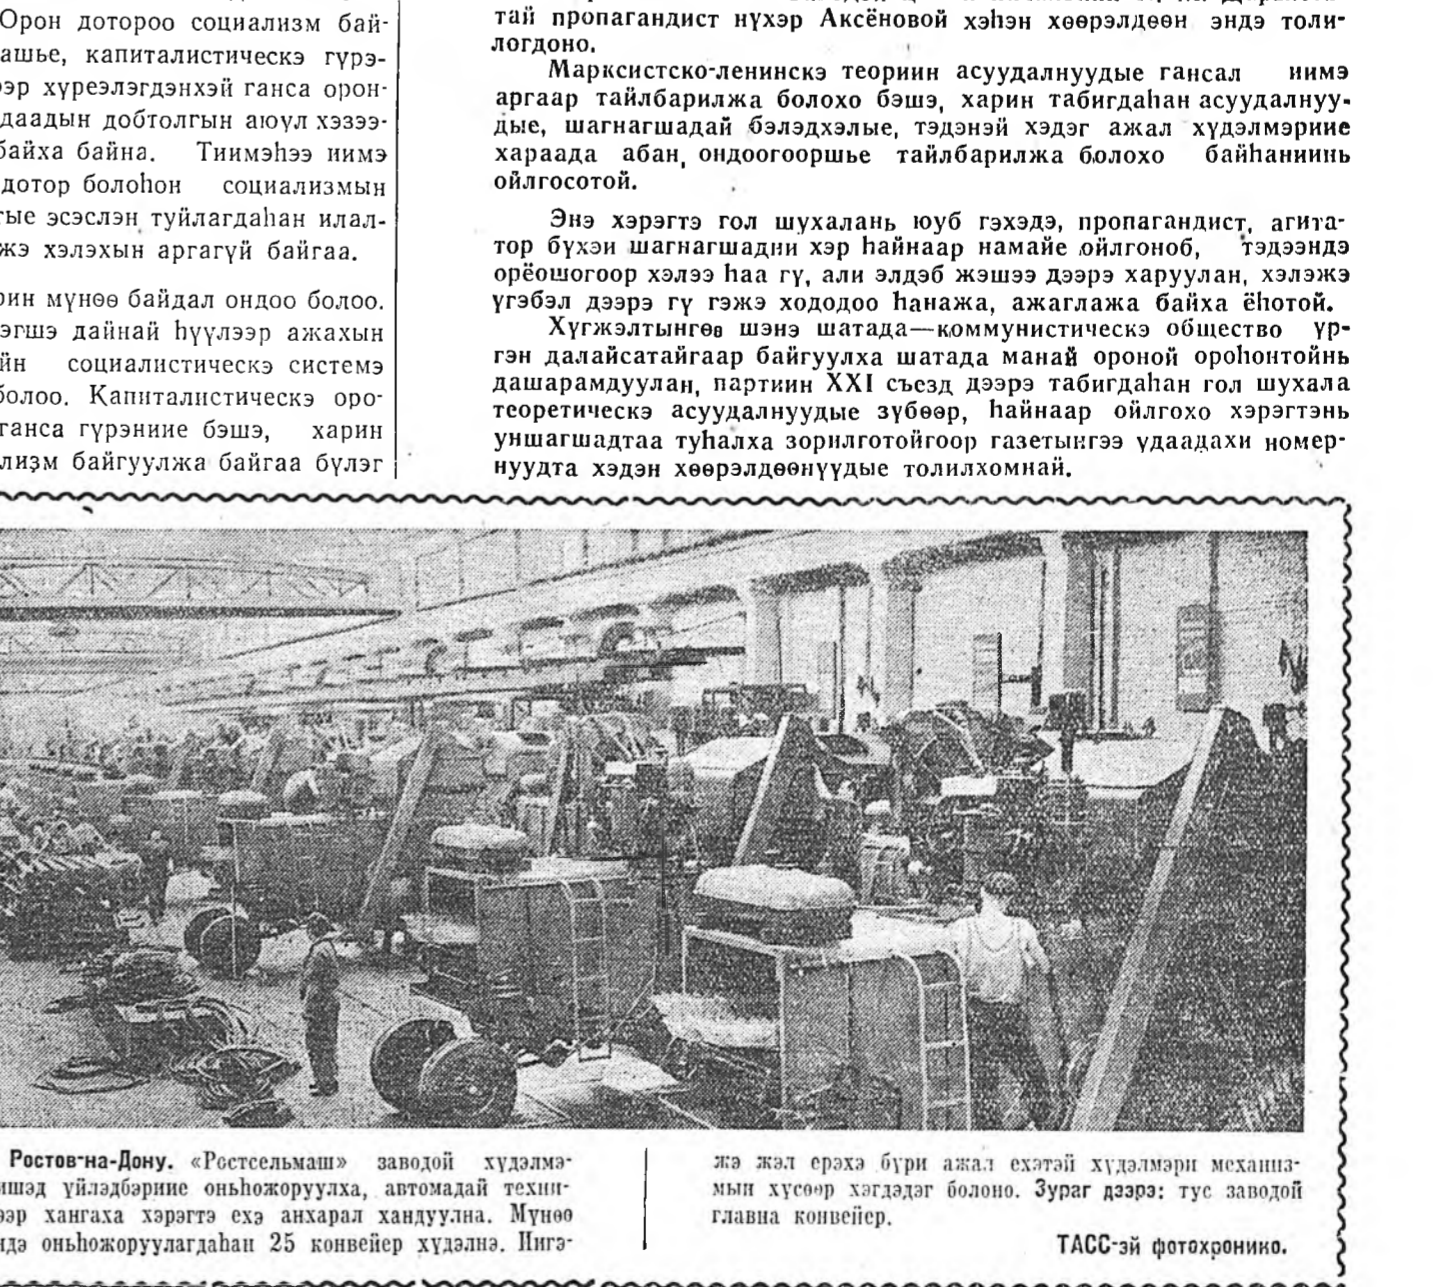 Орон дотороо социализм бай-
ашье, капиталистическэ гүрэ-
ээр хүреэлэгдэнхэй ганса орон-
даадын добтолгын аюул хэзээ-
байха байна. Тиимэһээ иимэ
дотор болоһон социализмын
тые эсэслэн туйлагдаһан илал-
жэ хэлэхын аргагүй байгаа.
рин мүнөө байдал ондоо болоо.
эгшэ дайнай һүүлээр ажахын
йн социалистическэ системэ
болоо. Капиталистическэ оро-
ганса гүрэниие бэшэ, харин
лизм байгуулжа байгаа бүлэг
тай пропагандист нүхэр Аксёновой хэһэн хөөрэлдөөн эндэ толи-
логдоно.
Марксистско-ленинскэ теориин асуудалнуудые гансал иимэ
аргаар тайлбарилжа болохо бэшэ, харин табигдаһан асуудалнуу-
дые, шагнагшадай бэлэдхэлые, тэдэнэй хэдэг ажал хүдэлмэриие
хараада абан, ондоогооршье тайлбарилжа болохо байһаниинь
ойлгосотой.
Энэ хэрэгтэ гол шухалань юуб гэхэдэ, пропагандист, агита-
тор бүхэи шагнагшадни хэр һайнаар намайе ойлгоноб, тэдээндэ
орёошогоор хэлээ һаа гү, али элдэб жэшээ дээрэ харуулан, хэлэжэ
үгэбэл дээрэ гү гэжэ хододоо һанажа, ажаглажа байха ёһотой.
Хүгжэлтынгөө шэнэ шатада—коммунистическэ общество үр-
гэн далайсатайгаар байгуулха шатада манай ороной ороһонтойнь
дашарамдуулан, партиин XXI съезд дээрэ табигдаһан гол шухала
теоретическэ асуудалнуудые зүбөөр, һайнаар ойлгохо хэрэгтэнь
уншагшадтаа туһалха зорилготойгоор газетынгээ удаадахи номер-
нуудта хэдэн хөөрэлдөөнүүдые толилхомнай.
Ростов-на-Дону. «Ростсельмаш» заводой хүдэлмэ-
ишэд үйлэдбэриие оньһожоруулха, автомадай техни-
ээр хангаха хэрэгтэ ехэ анхарал хандуулна. Мүнөө
ндэ оньһожоруулагдаһан 25 конвейер хүдэлнэ. Нигэ-
жэ жэл ерэхэ бүри ажал ехэтэй хүдэлмэри механиз-
мын хүсөөр хэгдэдэг болоно. Зураг дээрэ: тус заводой
главна конвейер.
ТАСС-эй фотохронико.